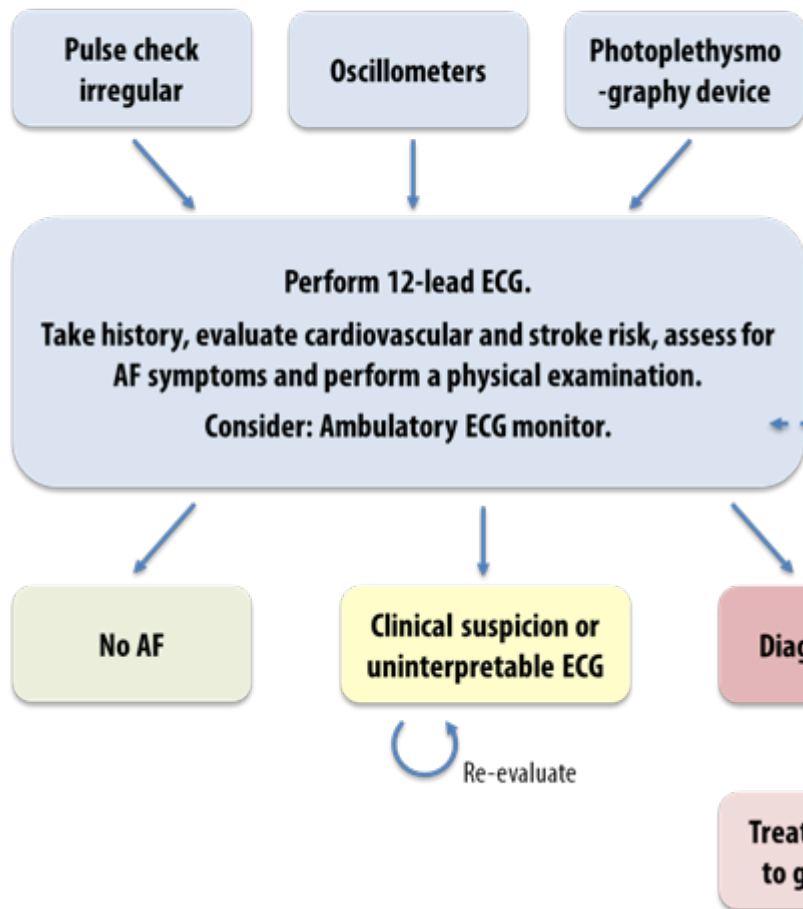 Pulse check
irregular
Oscillometers
Photoplethysmo
-graphy device
Perform 12-lead ECG.
Take history, evaluate cardiovascular and stroke risk, assess for
AF symptoms and perform a physical examination.
Consider: Ambulatory ECG monitor.
No AF
Clinical suspicion or
uninterpretable ECG
Re-evaluate
to